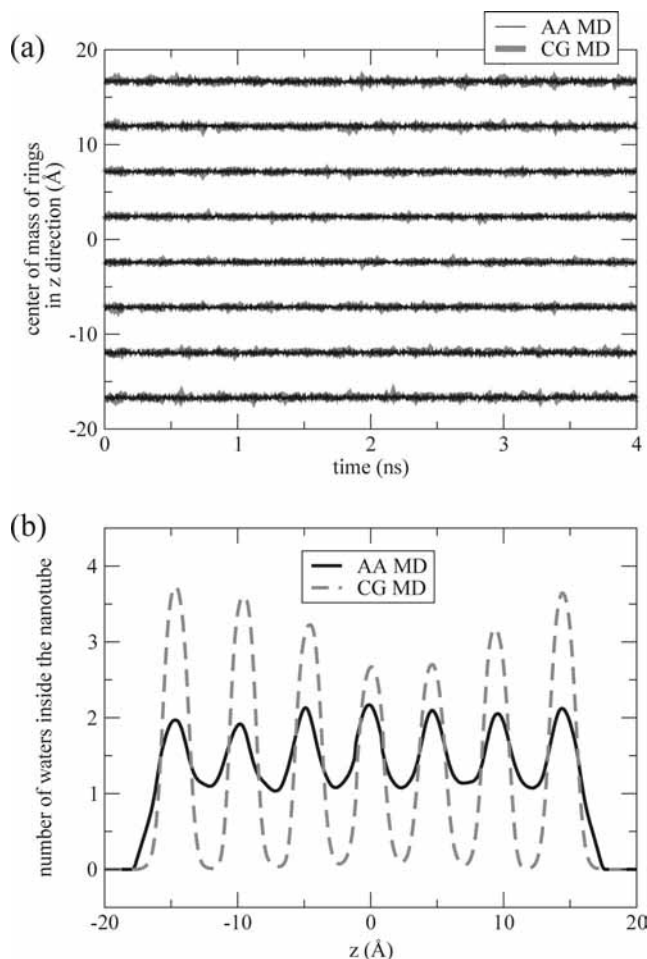 (a)
AA MD
CG MD
20
10
0
-10
-20
center of mass of rings
in z direction (Å)
0
1
2
3
4
time (ns)
(b)
AA MD
CG MD
4
3
2
1
0
number of waters inside the nanotube
-20
-10
0
10
20
z (Å)